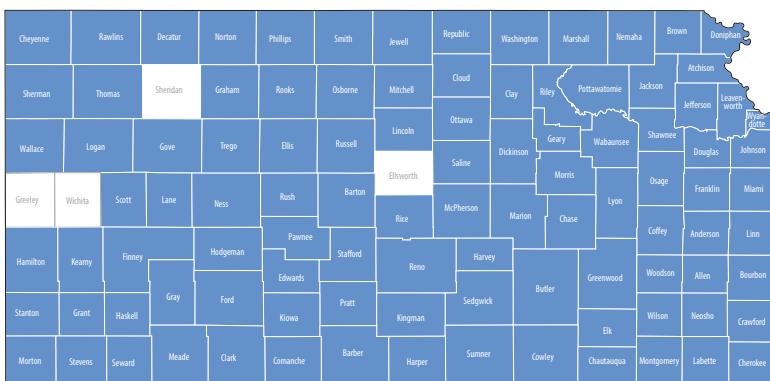 Cheyenne
Rawlins
Decatur
Norton
Phillips
Smith
Jewell
Republic
Washington
Marshall
Nemaha
Brown
Doniphan
Sherman
Thomas
Sheridan
Graham
Rooks
Osborne
Mitchell
Cloud
Clay
Riley
Pottawatomie
Jackson
Atchison
Jefferson
Leaven-
worth
Wyan-
dotte
Wallace
Logan
Gove
Trego
Ellis
Russell
Lincoln
Ottawa
Saline
Dickinson
Geary
Wabaunsee
Shawnee
Douglas
Johnson
Greeley
Wichita
Scott
Lane
Ness
Rush
Barton
Ellsworth
Rice
McPherson
Marion
Morris
Chase
Lyon
Osage
Franklin
Miami
Hamilton
Kearny
Finney
Hodgeman
Pawnee
Stafford
Reno
Harvey
Butler
Greenwood
Coffey
Anderson
Linn
Gray
Ford
Edwards
Kiowa
Pratt
Kingman
Sedgwick
Elk
Woodson
Allen
Bourbon
Stanton
Grant
Haskell
Wilson
Neosho
Crawford
Morton
Stevens
Seward
Meade
Clark
Comanche
Barber
Harper
Sumner
Cowley
Chautauqua
Montgomery
Labette
Cherokee